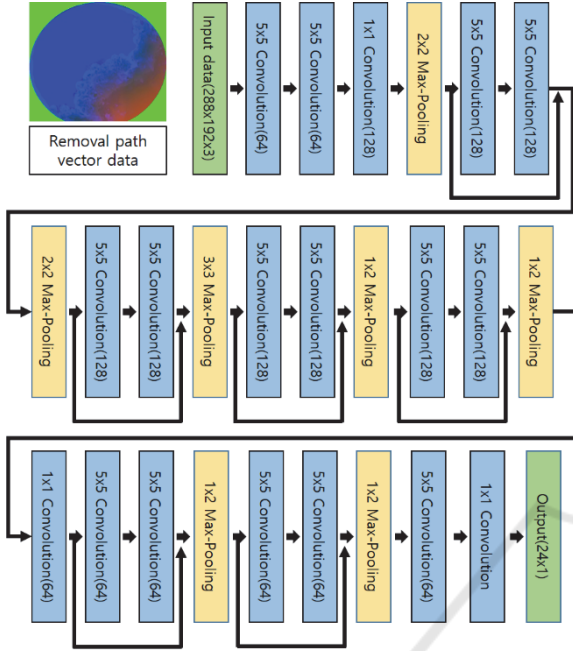 Removal path
vector data
Input data(288x192x3)
5x5 Convolution(64)
5x5 Convolution(64)
1x1 Convolution(128)
2x2 Max-Pooling
5x5 Convolution(128)
5x5 Convolution(128)
2x2 Max-Pooling
5x5 Convolution(128)
5x5 Convolution(128)
3x3 Max-Pooling
5x5 Convolution(128)
5x5 Convolution(128)
1x2 Max-Pooling
5x5 Convolution(128)
5x5 Convolution(128)
1x2 Max-Pooling
1x1 Convolution(64)
5x5 Convolution(64)
5x5 Convolution(64)
1x2 Max-Pooling
5x5 Convolution(64)
5x5 Convolution(64)
1x2 Max-Pooling
5x5 Convolution(64)
1x1 Convolution
Output(24x1)